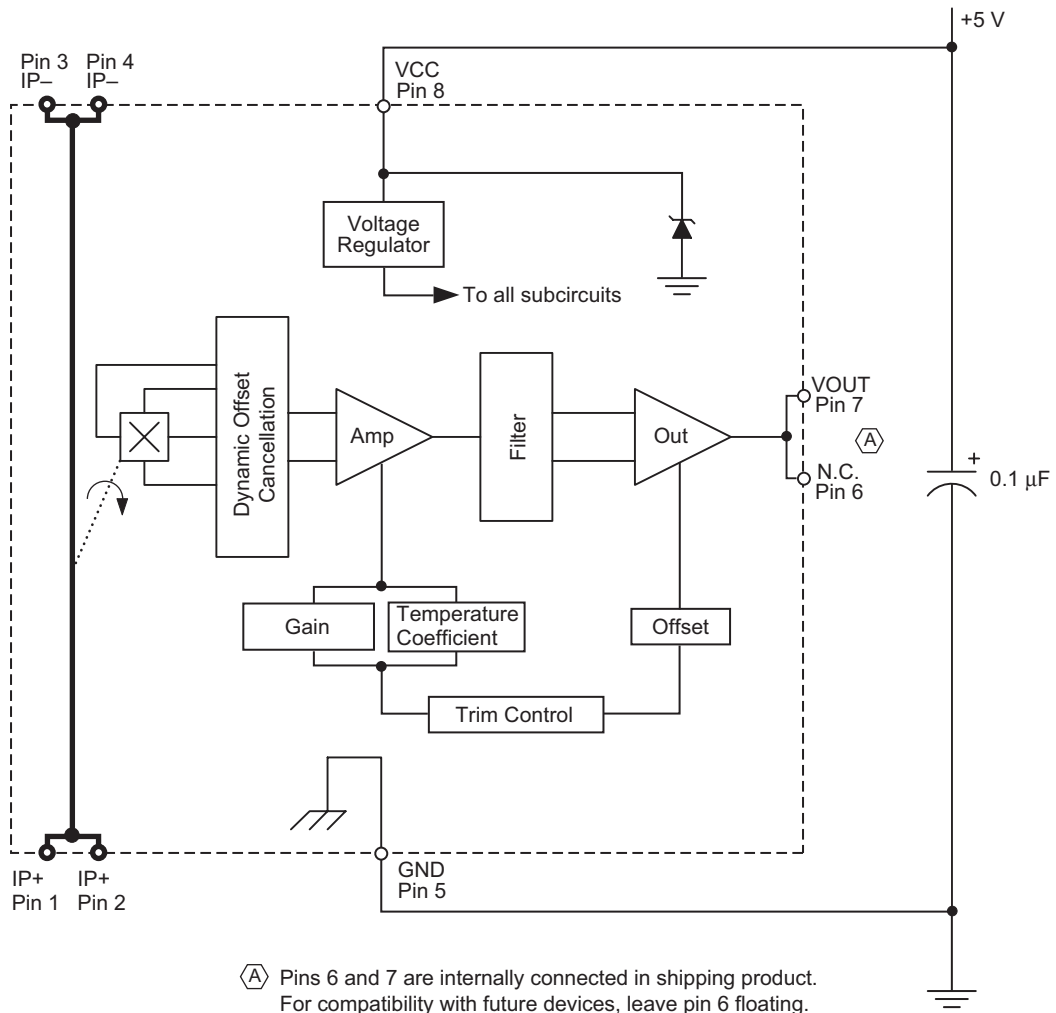 +5 V
Pin 3
IP–
Pin 4
IP–
VCC
Pin 8
Voltage
Regulator
To all subcircuits
Dynamic Offset
Cancellation
Amp
Filter
Out
VOUT
Pin 7
A
N.C.
Pin 6
+
0.1 µF
Gain
Temperature
Coefficient
Offset
Trim Control
IP+
Pin 1
IP+
Pin 2
GND
Pin 5
A Pins 6 and 7 are internally connected in shipping product.
For compatibility with future devices, leave pin 6 floating.